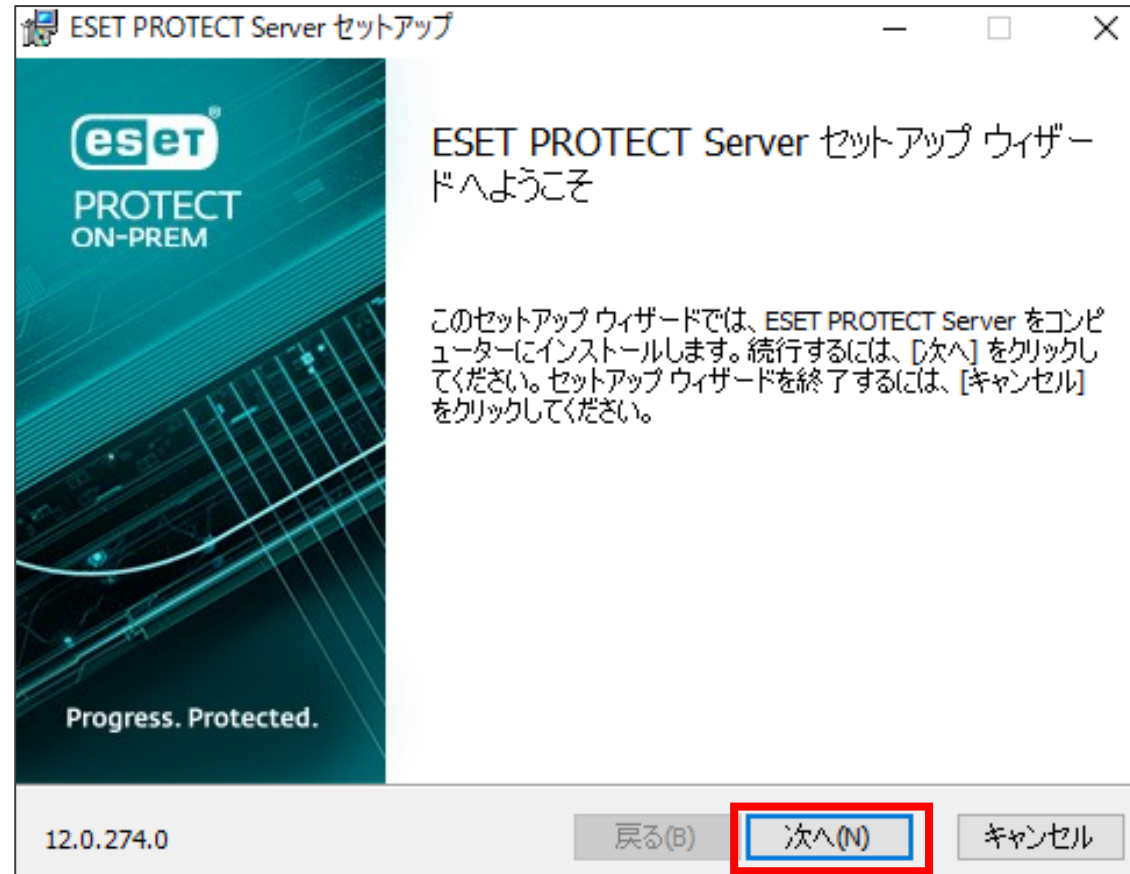 ESET PROTECT Server セットアップ
eseT®
PROTECT
ON-PREM
ESET PROTECT Server セットアップ ウィザー
ドへようこそ
このセットアップ ウィザードでは、ESET PROTECT Server をコンピ
ューターにインストールします。続行するには、[次へ] をクリックし
てください。セットアップ ウィザードを終了するには、[キャンセル]
をクリックしてください。
Progress. Protected.
12.0.274.0
戻る(B)
次へ(N)
キャンセル